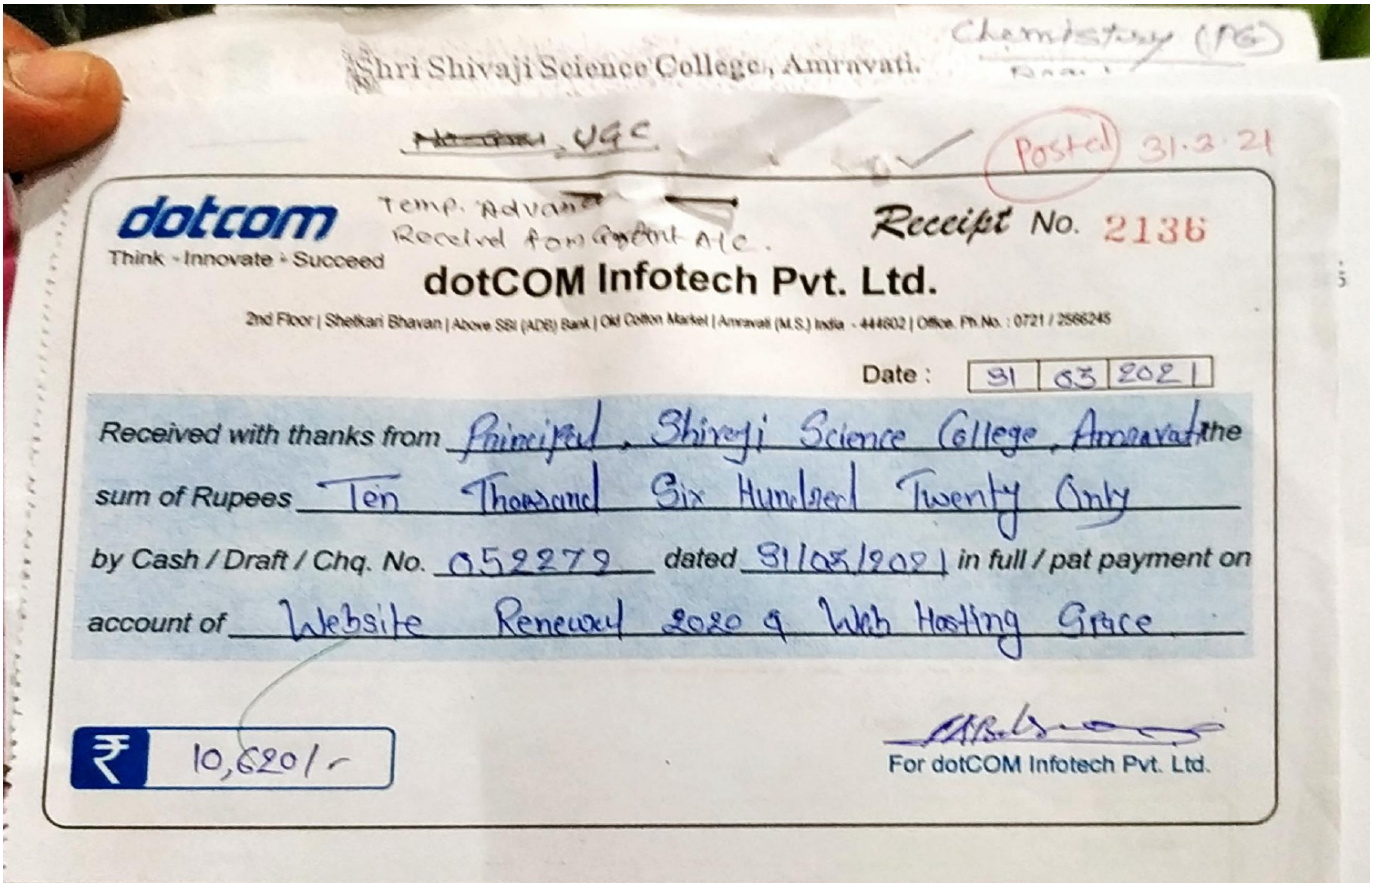 Chemistry (PG)
Shri Shivaji Science College, Amravati.
UGC
Posted 31.3.21
dotcom
Think - Innovate - Succeed
Temp. Advance
Received for A/c.
Receipt No. 2136
dotCOM Infotech Pvt. Ltd.
2nd Floor | Shetkari Bhavan | Above SBI (ADB) Bank | Old Cotton Market | Amravati (M.S.) India - 444602 | Office. Ph.No. : 0721 / 2566245
Date : 31 03 2021
Received with thanks from Principal, Shivaji Science College, Amravati the
sum of Rupees Ten Thousand Six Hundred Twenty Only
by Cash / Draft / Chq. No. 052279 dated 31/03/2021 in full / pat payment on
account of Website Renewal 2020 & Web Hosting Space
₹ 10,620/-
For dotCOM Infotech Pvt. Ltd.